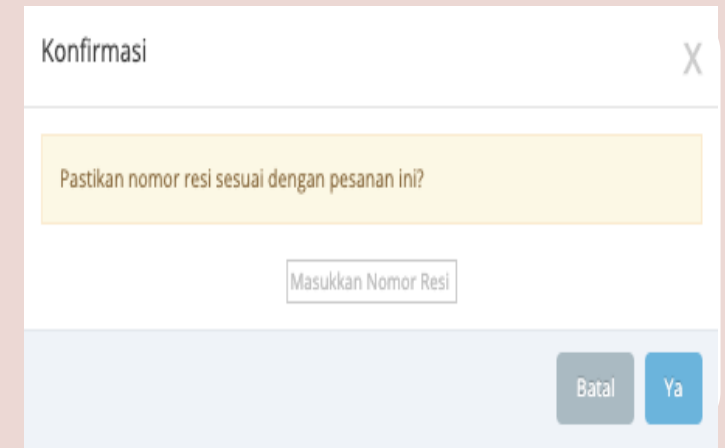 Konfirmasi
X
Pastikan nomor resi sesuai dengan pesanan ini?
Masukkan Nomor Resi
Batal
Ya